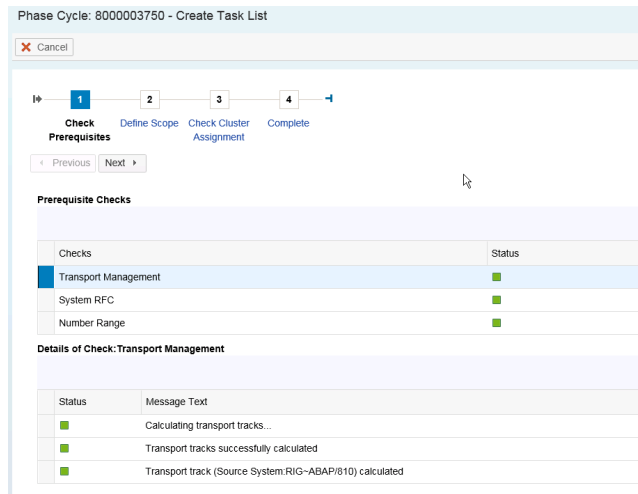 Phase Cycle: 8000003750 - Create Task List
Cancel
1 2 3 4
Check Prerequisites
Define Scope
Check Cluster Assignment
Complete
Previous Next
Prerequisite Checks
Checks Status
Transport Management
System RFC
Number Range
Details of Check:Transport Management
Status Message Text
Calculating transport tracks...
Transport tracks successfully calculated
Transport track (Source System:RIG~ABAP/810) calculated